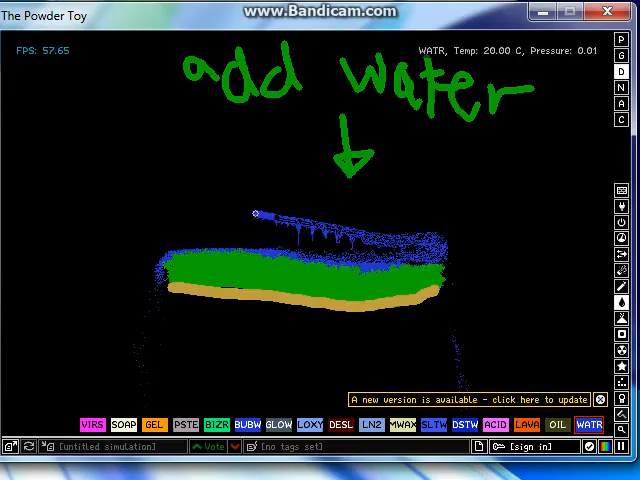 www.Bandicam.com
The Powder Toy
FPS: 57.65
WATR, Temp: 20.00 C, Pressure: 0.01
P
G
D
N
A
C
add water
A new version is available - click here to update
VIRS SOAP GEL PSTE BIZR BUBW GLOW LOXY DESL LN2 MWAX SLTW DSTW ACID LAVA OIL WATR
[untitled simulation] Vote [no tags set] [sign in]